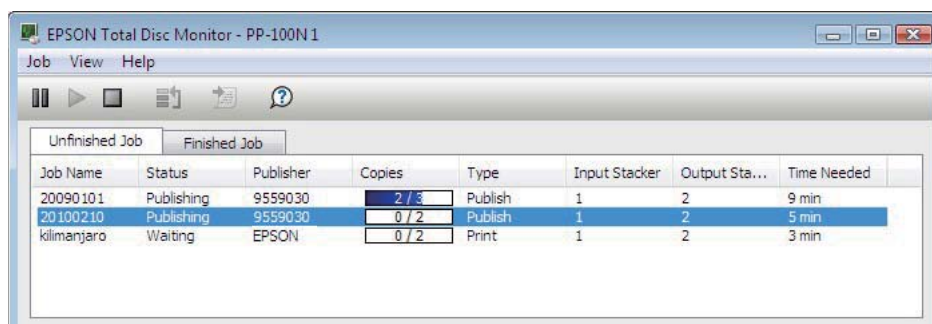 EPSON Total Disc Monitor - PP-100N 1
Job View Help
Unfinished Job Finished Job
Job Name Status Publisher Copies Type Input Stacker Output Sta... Time Needed
20090101 Publishing 9559030 2 / 3 Publish 1 2 9 min
20100210 Publishing 9559030 0 / 2 Publish 1 2 5 min
kilimanjaro Waiting EPSON 0 / 2 Print 1 2 3 min